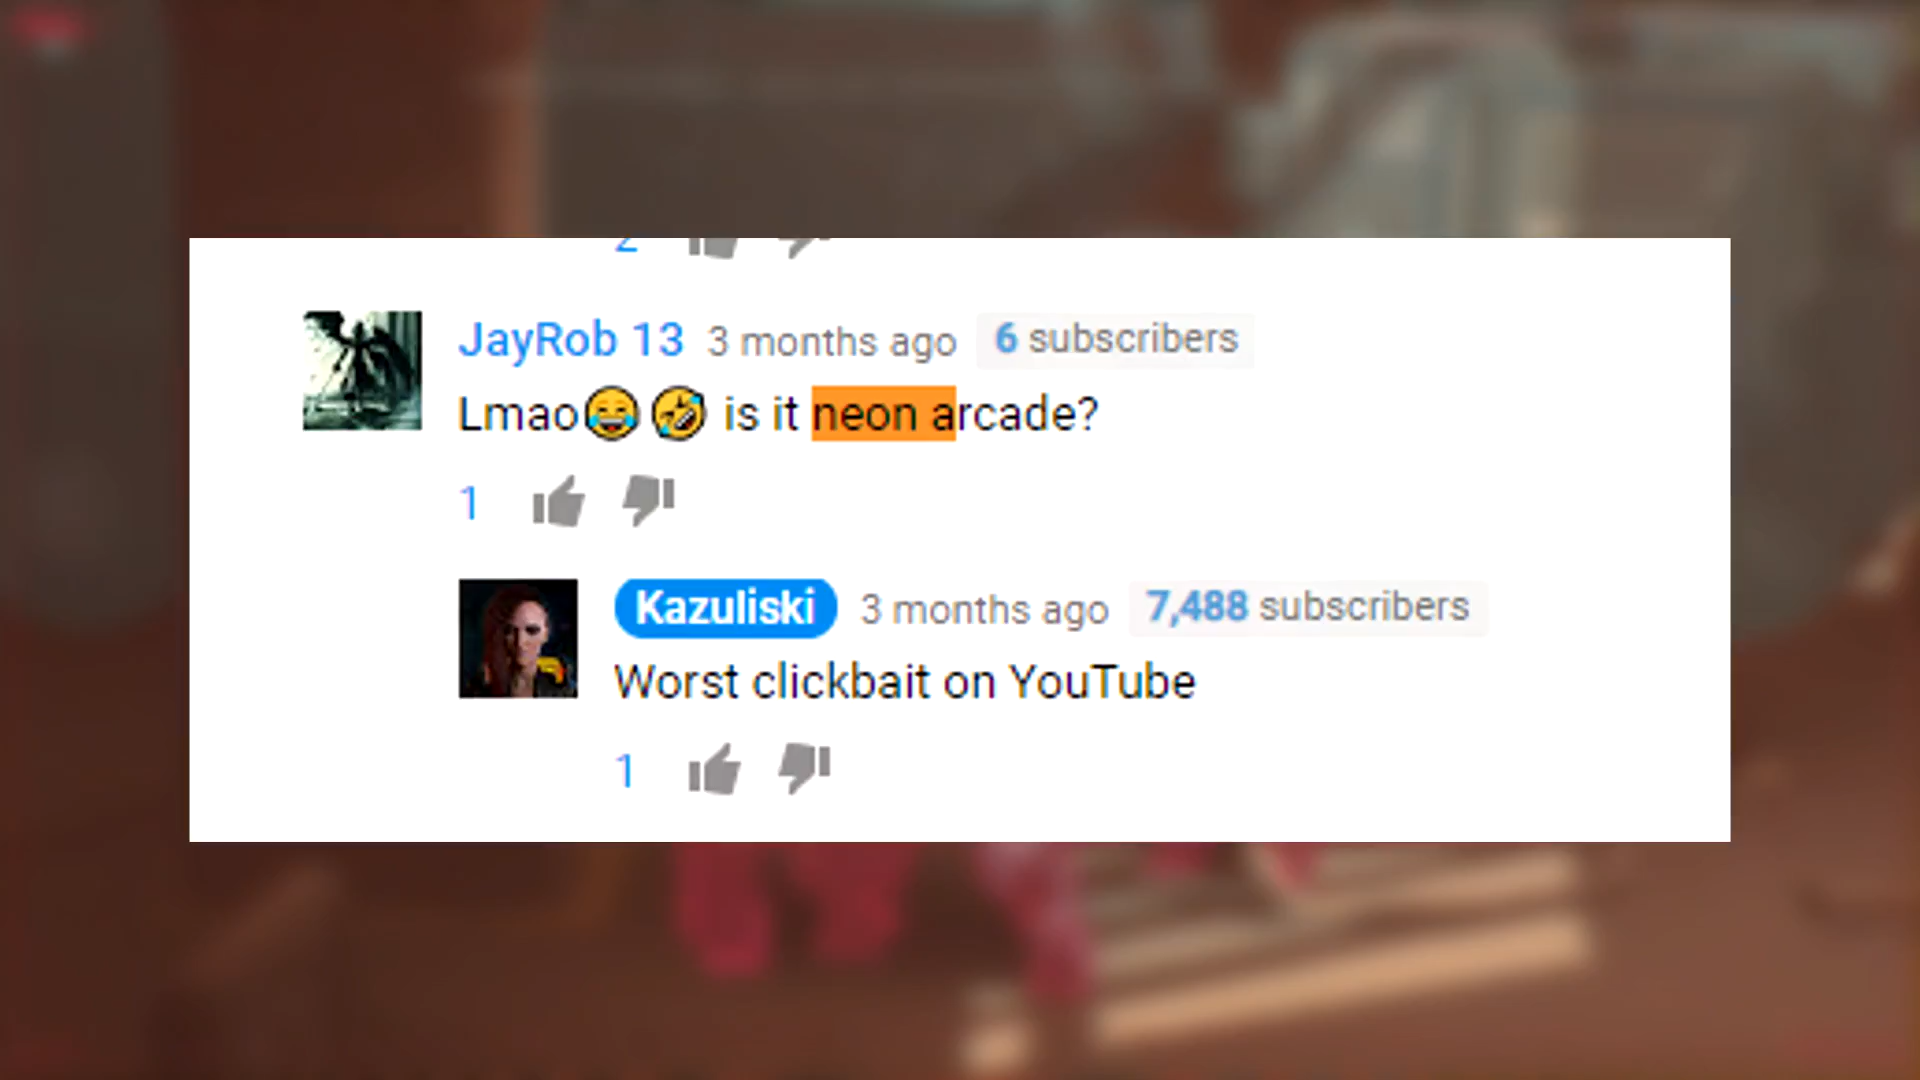 2
JayRob 13 3 months ago 6 subscribers
Lmao😂🤣 is it neon arcade?
1
Kazuliski 3 months ago 7,488 subscribers
Worst clickbait on YouTube
1